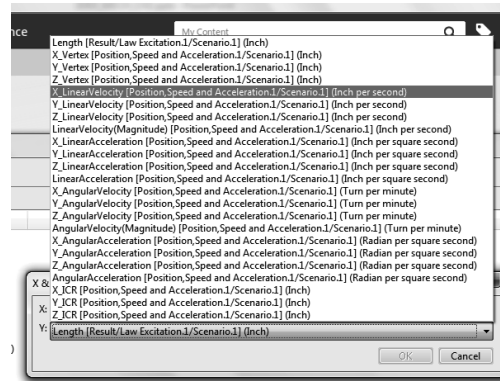 nce
My Content
Length [Result/Law Excitation.1/Scenario.1] (Inch)
X_Vertex [Position,Speed and Acceleration.1/Scenario.1] (Inch)
Y_Vertex [Position,Speed and Acceleration.1/Scenario.1] (Inch)
Z_Vertex [Position,Speed and Acceleration.1/Scenario.1] (Inch)
X_LinearVelocity [Position,Speed and Acceleration.1/Scenario.1] (Inch per second)
Y_LinearVelocity [Position,Speed and Acceleration.1/Scenario.1] (Inch per second)
Z_LinearVelocity [Position,Speed and Acceleration.1/Scenario.1] (Inch per second)
LinearVelocity(Magnitude) [Position,Speed and Acceleration.1/Scenario.1] (Inch per second)
X_LinearAcceleration [Position,Speed and Acceleration.1/Scenario.1] (Inch per square second)
Y_LinearAcceleration [Position,Speed and Acceleration.1/Scenario.1] (Inch per square second)
Z_LinearAcceleration [Position,Speed and Acceleration.1/Scenario.1] (Inch per square second)
LinearAcceleration [Position,Speed and Acceleration.1/Scenario.1] (Inch per square second)
X_AngularVelocity [Position,Speed and Acceleration.1/Scenario.1] (Turn per minute)
Y_AngularVelocity [Position,Speed and Acceleration.1/Scenario.1] (Turn per minute)
Z_AngularVelocity [Position,Speed and Acceleration.1/Scenario.1] (Turn per minute)
AngularVelocity(Magnitude) [Position,Speed and Acceleration.1/Scenario.1] (Turn per minute)
X_AngularAcceleration [Position,Speed and Acceleration.1/Scenario.1] (Radian per square second)
Y_AngularAcceleration [Position,Speed and Acceleration.1/Scenario.1] (Radian per square second)
Z_AngularAcceleration [Position,Speed and Acceleration.1/Scenario.1] (Radian per square second)
AngularAcceleration [Position,Speed and Acceleration.1/Scenario.1] (Radian per square second)
X_ICR [Position,Speed and Acceleration.1/Scenario.1] (Inch)
Y_ICR [Position,Speed and Acceleration.1/Scenario.1] (Inch)
Z_ICR [Position,Speed and Acceleration.1/Scenario.1] (Inch)
X &
X:
Y: Length [Result/Law Excitation.1/Scenario.1] (Inch)
)
OK Cancel